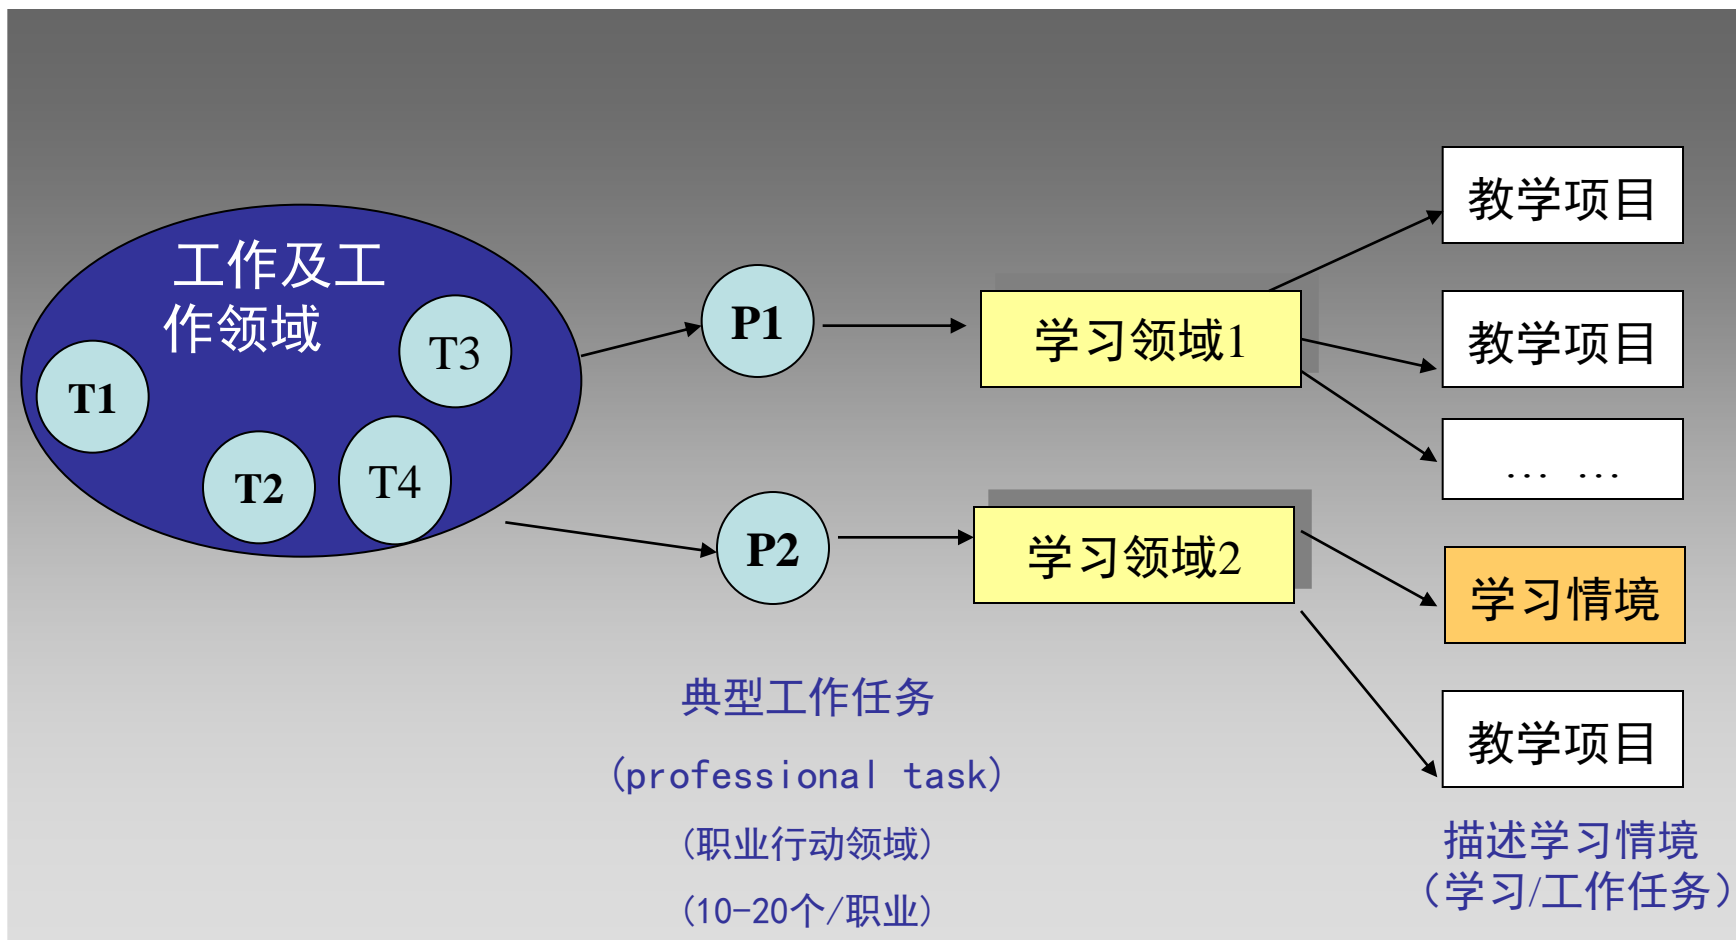 工作及工
作领域
T1
T2
T3
T4
P1
P2
学习领域1
学习领域2
教学项目
教学项目
… …
学习情境
教学项目
典型工作任务
(professional task)
(职业行动领域)
(10-20个/职业)
描述学习情境
（学习/工作任务）